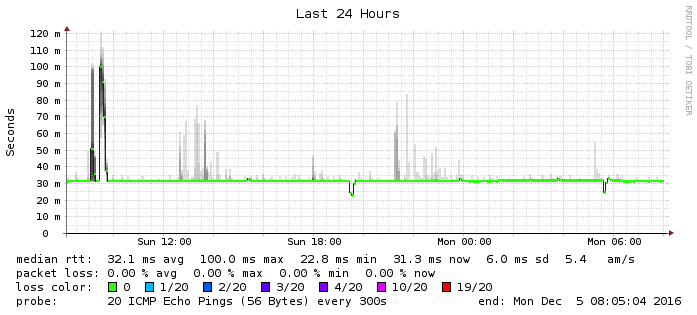 Last 24 Hours
RRDTOOL / TOBI OETIKER
Seconds
120 m
110 m
100 m
90 m
80 m
70 m
60 m
50 m
40 m
30 m
20 m
10 m
0
Sun 12:00 Sun 18:00 Mon 00:00 Mon 06:00
median rtt: 32.1 ms avg 100.0 ms max 22.8 ms min 31.3 ms now 6.0 ms sd 5.4 am/s
packet loss: 0.00 % avg 0.00 % max 0.00 % min 0.00 % now
loss color: 0 1/20 2/20 3/20 4/20 10/20 19/20
probe: 20 ICMP Echo Pings (56 Bytes) every 300s end: Mon Dec 5 08:05:04 2016